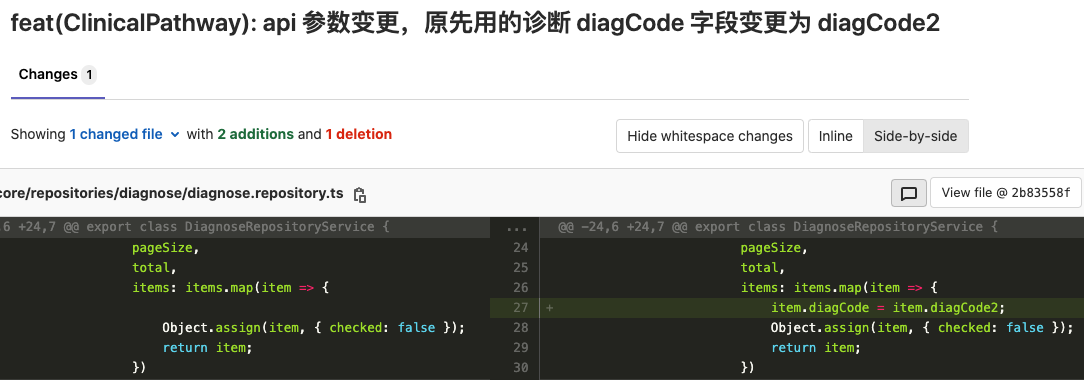 feat(ClinicalPathway): api 参数变更，原先用的诊断 diagCode 字段变更为 diagCode2
Changes 1
Showing 1 changed file with 2 additions and 1 deletion
Hide whitespace changes Inline Side-by-side
core/repositories/diagnose/diagnose.repository.ts View file @ 2b83558f
,6 +24,7 @@ export class DiagnoseRepositoryService { ... @@ -24,6 +24,7 @@ export class DiagnoseRepositoryService {
pageSize, 24 pageSize,
total, 25 total,
items: items.map(item => { 26 items: items.map(item => {
27 + item.diagCode = item.diagCode2;
Object.assign(item, { checked: false }); 28 Object.assign(item, { checked: false });
return item; 29 return item;
}) 30 })